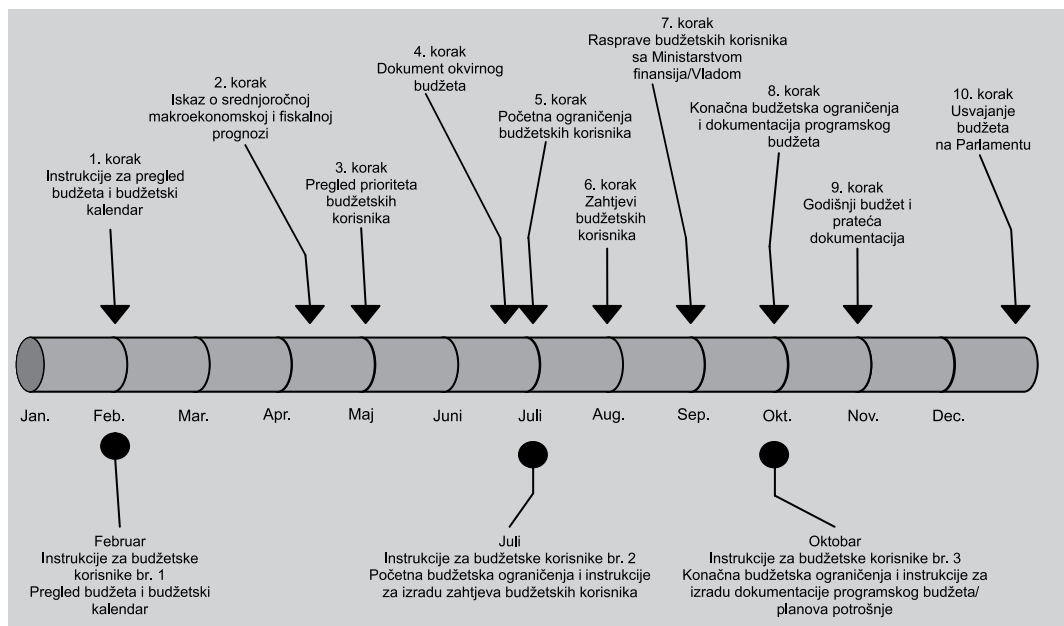 1. korak
Instrukcije za pregled
budžeta i budžetski
kalendar
2. korak
Iskaz o srednjoročnoj
makroekonomskoj i fiskalnoj
prognozi
3. korak
Pregled prioriteta
budžetskih
korisnika
4. korak
Dokument okvirnog
budžeta
5. korak
Početna ograničenja
budžetskih korisnika
6. korak
Zahtjevi
budžetskih
korisnika
7. korak
Rasprave budžetskih korisnika
sa Ministarstvom
finansija/Vladom
8. korak
Konačna budžetska ograničenja
i dokumentacija programskog
budžeta
9. korak
Godišnji budžet i
prateća
dokumentacija
10. korak
Usvajanje
budžeta
na Parlamentu
Jan. Feb. Mar. Apr. Maj Juni Juli Aug. Sep. Okt. Nov. Dec.
Februar
Instrukcije za budžetske
korisnike br. 1
Pregled budžeta i budžetski
kalendar
Juli
Instrukcije za budžetske korisnike br. 2
Početna budžetska ograničenja i instrukcije
za izradu zahtjeva budžetskih korisnika
Oktobar
Instrukcije za budžetske korisnike br. 3
Konačna budžetska ograničenja i instrukcije za
izradu dokumentacije programskog budžeta/
planova potrošnje